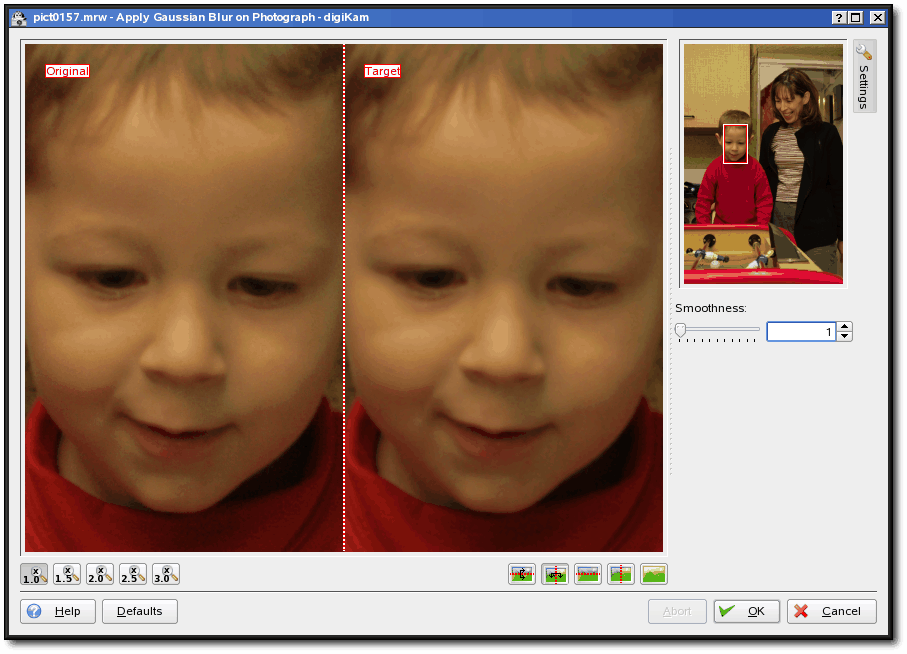 pict0157.mrw - Apply Gaussian Blur on Photograph - digiKam
Original
Target
Settings
Smoothness:
1
x 1.0
x 1.5
x 2.0
x 2.5
x 3.0
Help
Defaults
Abort
OK
Cancel